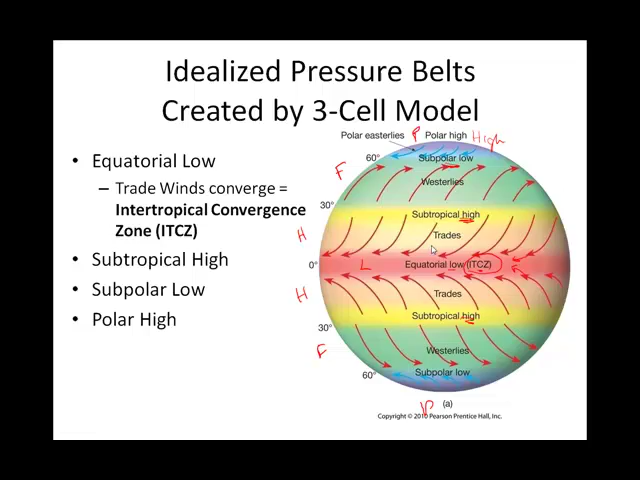 Idealized Pressure Belts
Created by 3-Cell Model
• Equatorial Low
– Trade Winds converge =
Intertropical Convergence
Zone (ITCZ)
• Subtropical High
• Subpolar Low
• Polar High
P
High
Polar easterlies
Polar high
60°
Subpolar low
F
Westerlies
30°
Subtropical high
H
Trades
0°
L
Equatorial low (ITCZ)
H
Trades
Subtropical high
30°
F
Westerlies
60°
Subpolar low
P
(a)
Copyright © 2010 Pearson Prentice Hall, Inc.